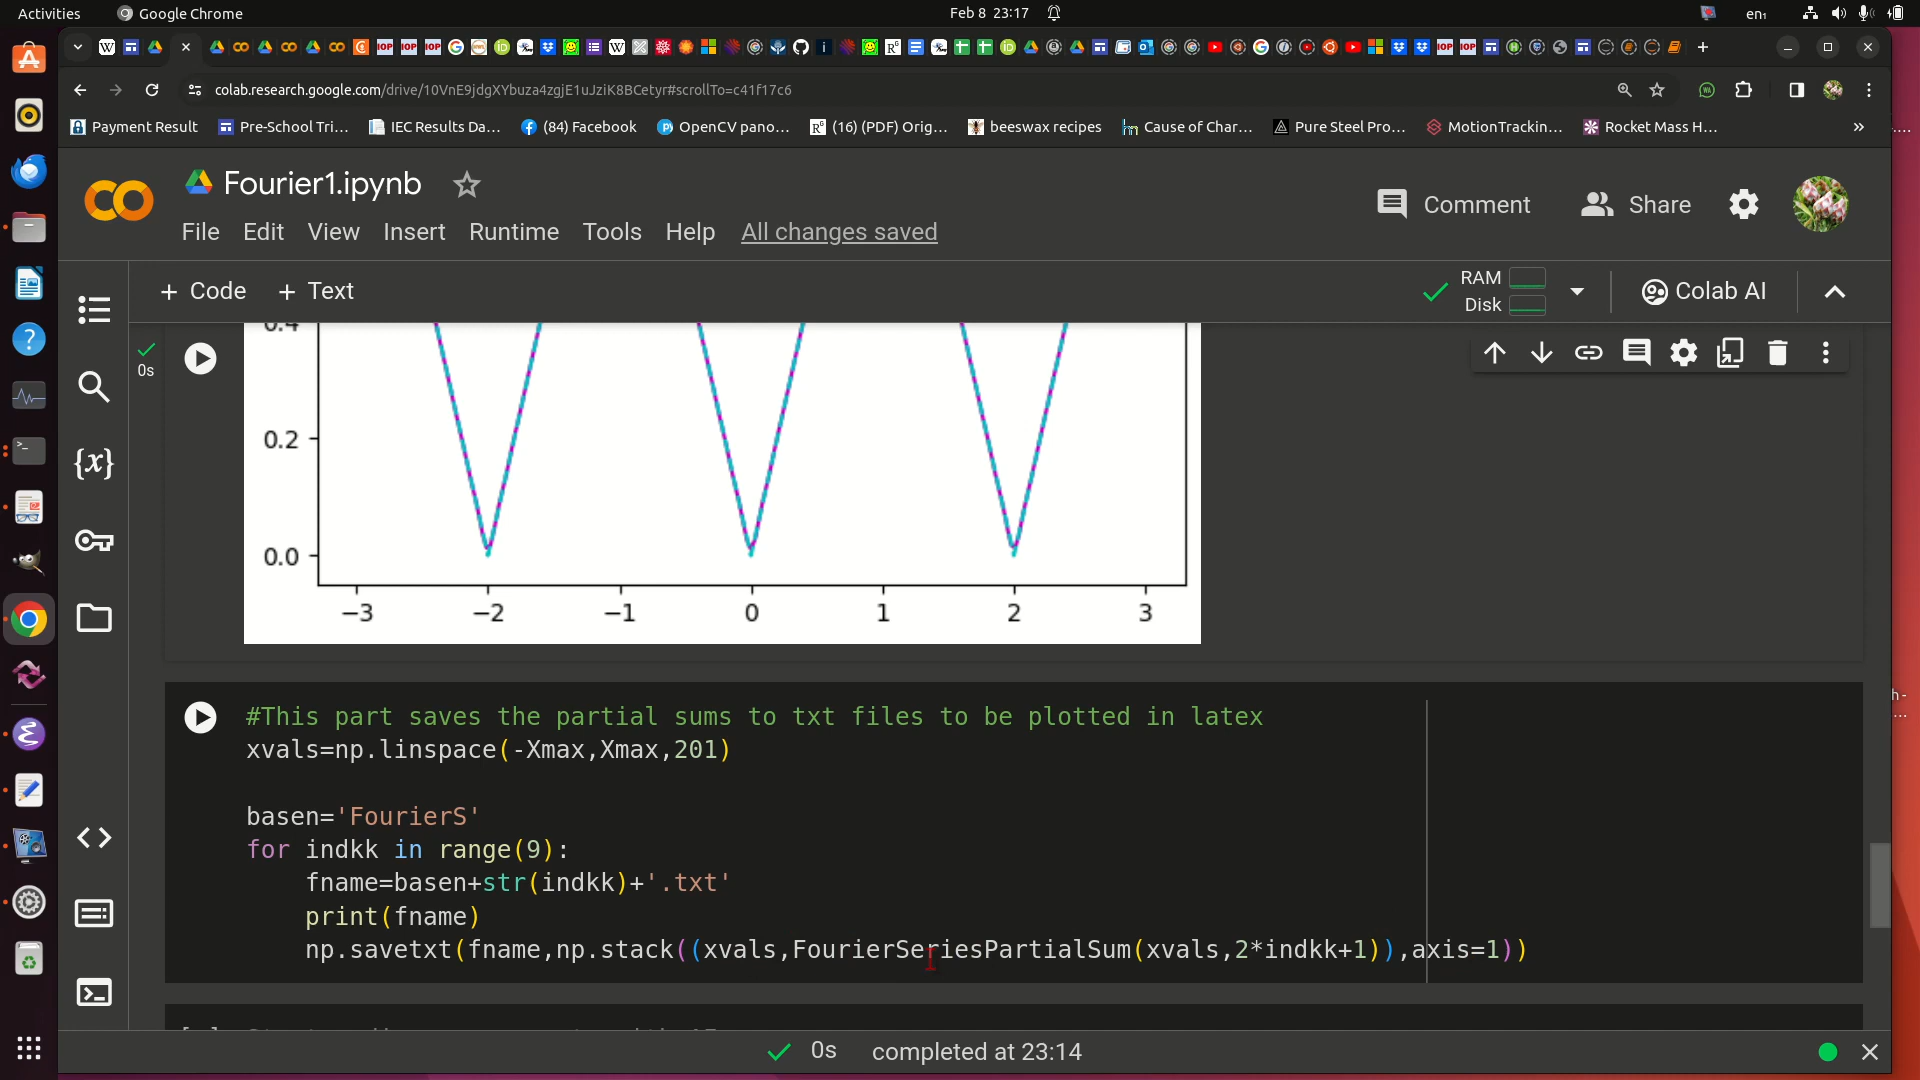 Activities Google Chrome Feb 8 23:17 en₁
colab.research.google.com/drive/10VnE9jdgXYbuza4zgjE1uJziK8BCetyr#scrollTo=c41f17c6
Payment Result Pre-School Tri... IEC Results Da... (84) Facebook OpenCV pano... (16) (PDF) Orig... beeswax recipes Cause of Char... Pure Steel Pro... MotionTrackin... Rocket Mass H... »
Fourier1.ipynb
Comment Share
File Edit View Insert Runtime Tools Help All changes saved
+ Code + Text
RAM
Disk
Colab AI
0s
0.4
0.2
0.0
−3 −2 −1 0 1 2 3
#This part saves the partial sums to txt files to be plotted in latex
xvals=np.linspace(-Xmax,Xmax,201)
basen='FourierS'
for indkk in range(9):
fname=basen+str(indkk)+'.txt'
print(fname)
np.savetxt(fname,np.stack((xvals,FourierSeriesPartialSum(xvals,2*indkk+1)),axis=1))
0s completed at 23:14